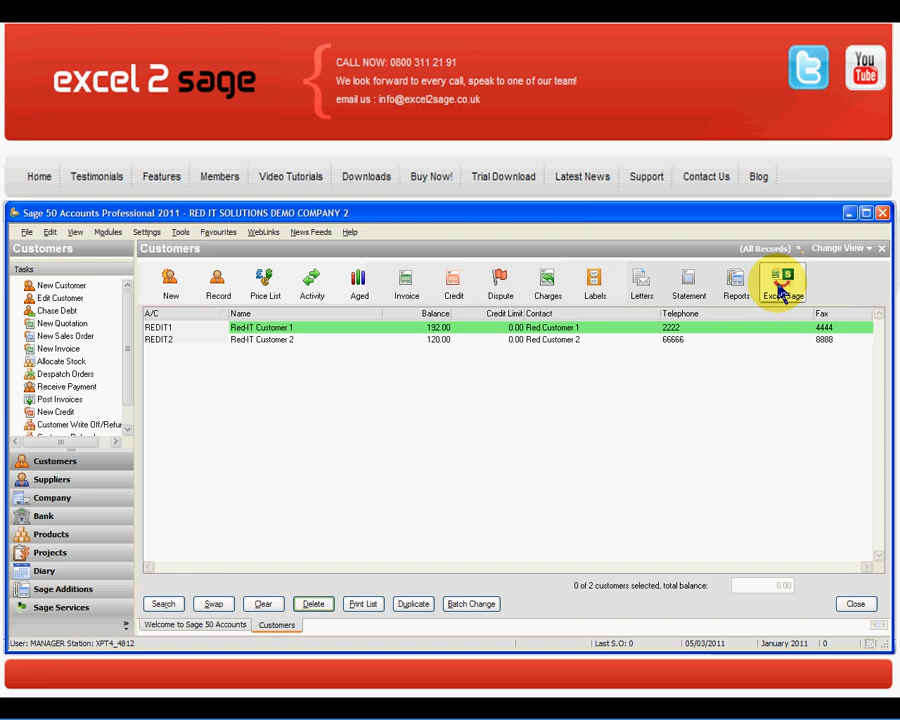 excel 2 sage
CALL NOW: 0800 311 21 91
We look forward to every call, speak to one of our team!
email us : info@excel2sage.co.uk
You
Tube
Home Testimonials Features Members Video Tutorials Downloads Buy Now! Trial Download Latest News Support Contact Us Blog
Sage 50 Accounts Professional 2011 - RED IT SOLUTIONS DEMO COMPANY 2
File Edit View Modules Settings Tools Favourites WebLinks News Feeds Help
Customers
Customers (All Records) Change View
Tasks
New Customer
Edit Customer
Chase Debt
New Quotation
New Sales Order
New Invoice
Allocate Stock
Despatch Orders
Receive Payment
Post Invoices
New Credit
Customer Write Off/Refur
Customers
Suppliers
Company
Bank
Products
Projects
Diary
Sage Additions
Sage Services
New Record Price List Activity Aged Invoice Credit Dispute Charges Labels Letters Statement Reports
A/C Name Balance Credit Limit Contact Telephone Fax
REDIT1 Red-IT Customer 1 192.00 0.00 Red Customer 1 2222 4444
REDIT2 Red-IT Customer 2 120.00 0.00 Red Customer 2 66666 8888
0 of 2 customers selected, total balance: 0.00
Search Swap Clear Delete Print List Duplicate Batch Change Close
Welcome to Sage 50 Accounts Customers
User: MANAGER Station: XPT4_4812 Last S.O: 0 05/03/2011 January 2011 0